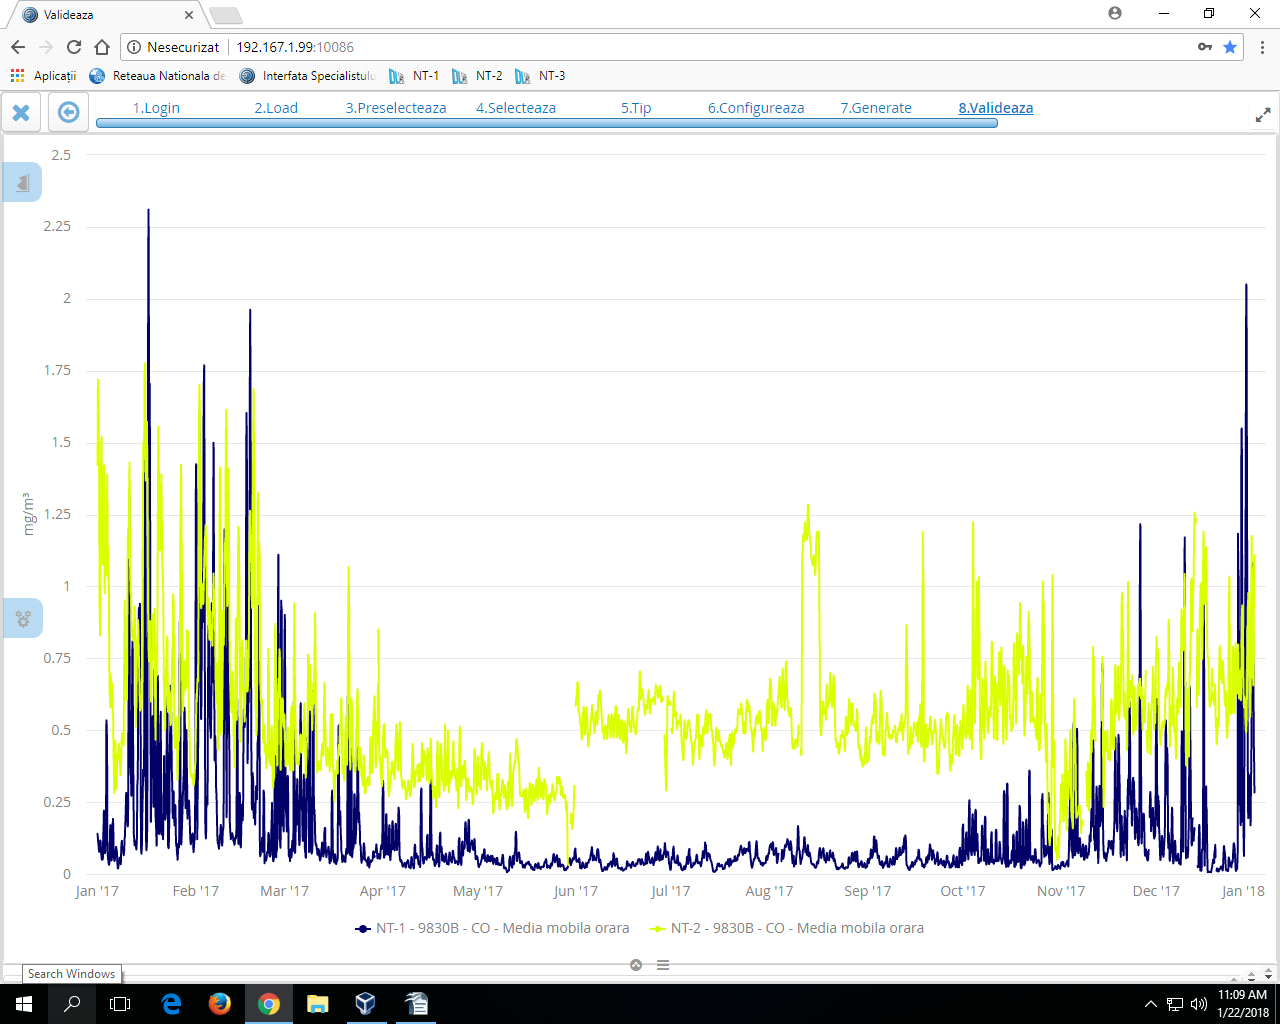 Valideaza
Nesecurizat 192.167.1.99:10086
Aplicații Reteaua Nationala de Interfata Specialistulu NT-1 NT-2 NT-3
1.Login 2.Load 3.Preselecteaza 4.Selecteaza 5.Tip 6.Configureaza 7.Generate 8.Valideaza
2.5
2.25
2
1.75
1.5
1.25
1
0.75
0.5
0.25
0
mg/m³
Jan '17 Feb '17 Mar '17 Apr '17 May '17 Jun '17 Jul '17 Aug '17 Sep '17 Oct '17 Nov '17 Dec '17 Jan '18
NT-1 - 9830B - CO - Media mobila orara NT-2 - 9830B - CO - Media mobila orara
Search Windows
11:09 AM
1/22/2018